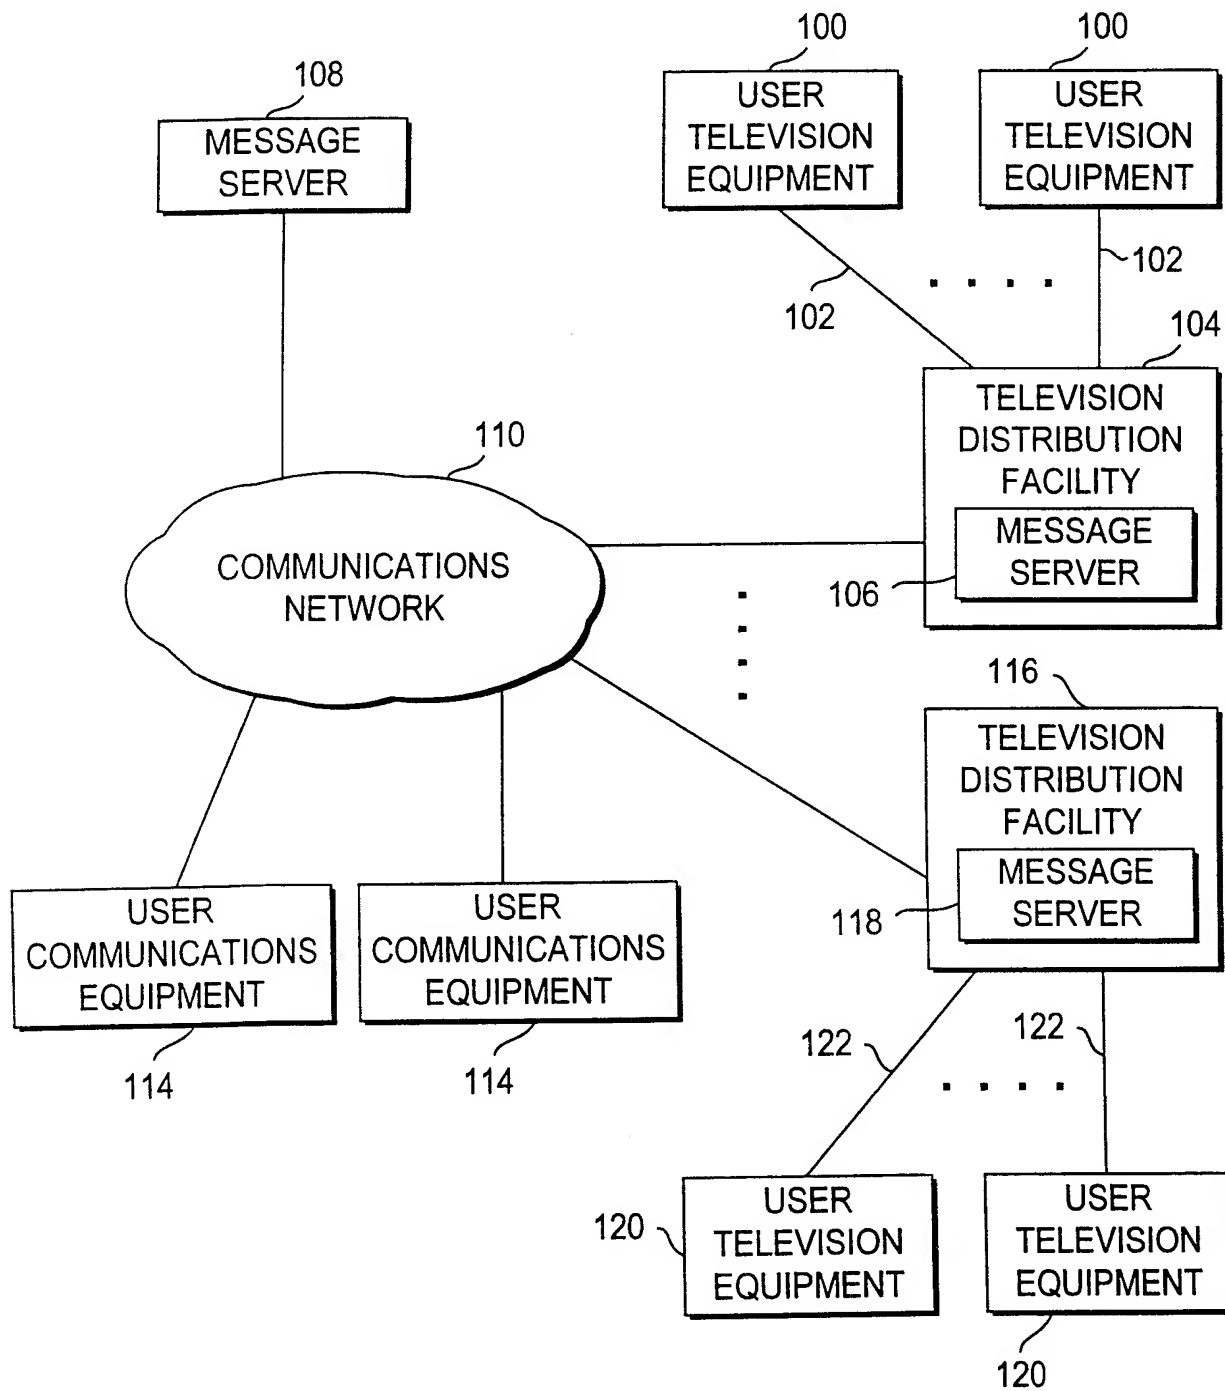 100
100
108
USER
TELEVISION
EQUIPMENT
USER
TELEVISION
EQUIPMENT
MESSAGE
SERVER
102
102
104
TELEVISION
DISTRIBUTION
FACILITY
110
MESSAGE
SERVER
106
COMMUNICATIONS
NETWORK
116
TELEVISION
DISTRIBUTION
FACILITY
MESSAGE
SERVER
118
USER
COMMUNICATIONS
EQUIPMENT
USER
COMMUNICATIONS
EQUIPMENT
114
114
122
122
USER
TELEVISION
EQUIPMENT
120
USER
TELEVISION
EQUIPMENT
120